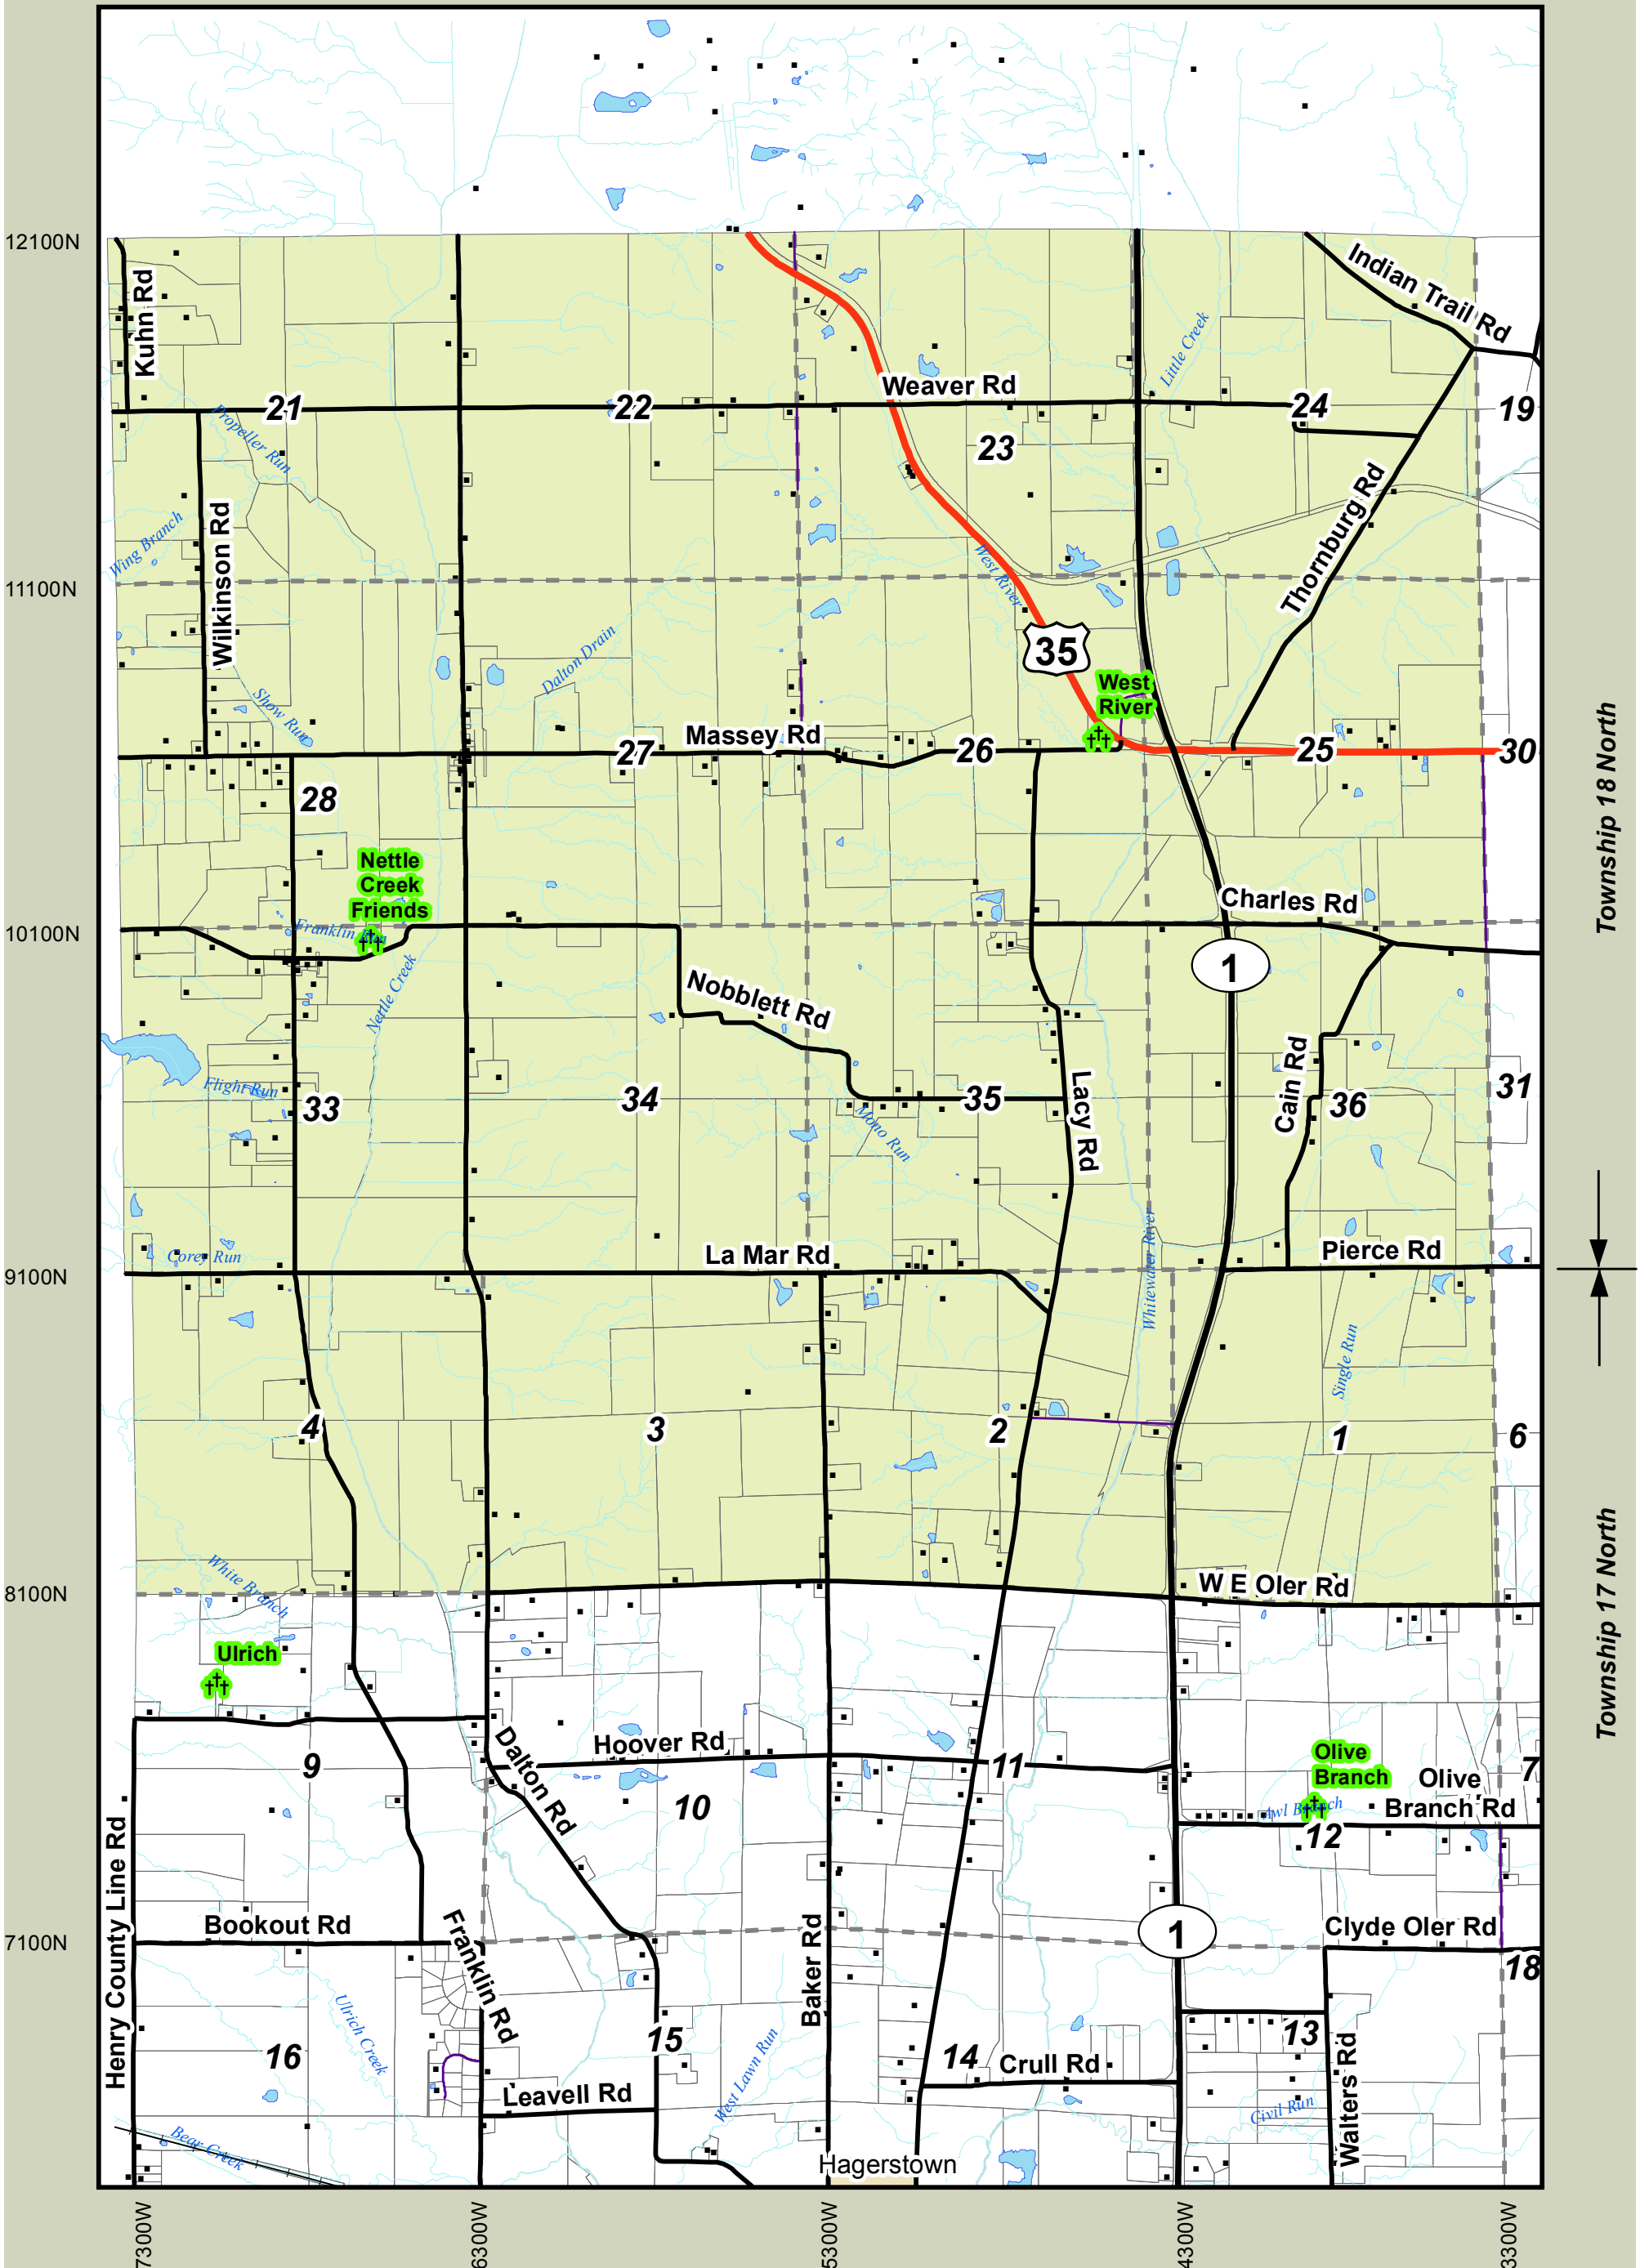 12100N
Indian Trail Rd
Kuhn Rd
Little Creek
Weaver Rd
21
22
24
19
Propeller Run
23
Thornburg Rd
Wilkinson Rd
Wing Branch
West River
11100N
Dalton Drain
35
West
River
Show Run
Massey Rd
27
26
25
30
Township 18 North
28
Nettle
Creek
Friends
Charles Rd
Franklin Run
10100N
1
Nettle Creek
Nobblett Rd
Cain Rd
Lacy Rd
Flight Run
33
34
35
36
31
Mono Run
Whitewater River
Corey Run
La Mar Rd
Pierce Rd
9100N
Single Run
4
3
2
1
6
White Branch
8100N
W E Oler Rd
Township 17 North
Ulrich
Dalton Rd
Hoover Rd
9
11
Olive
Branch
7
10
Olive
Branch Rd
Awl Branch
12
Henry County Line Rd
Bookout Rd
Franklin Rd
Baker Rd
1
Clyde Oler Rd
7100N
18
Ulrich Creek
16
15
West Lawn Run
14
Crull Rd
13
Walters Rd
Leavell Rd
Civil Run
Bear Creek
Hagerstown
7300W
6300W
5300W
4300W
3300W